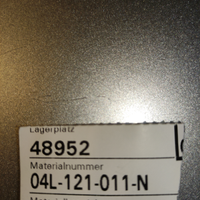 Lagerplatz
48952
Materialnummer
04L-121-011-N